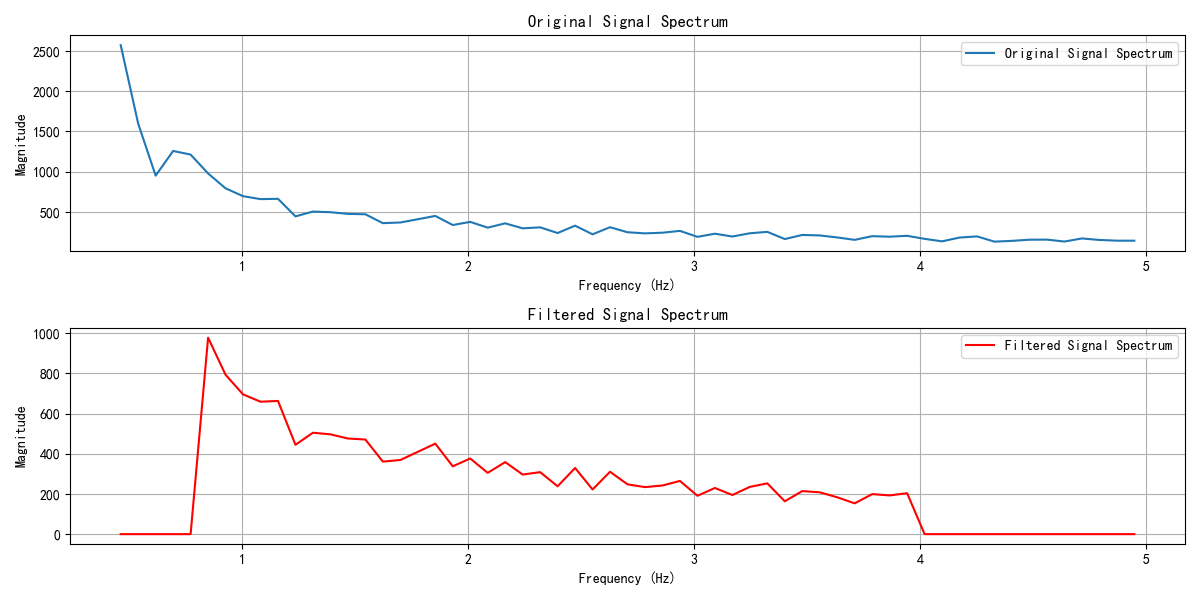 Original Signal Spectrum
Original Signal Spectrum
Magnitude
2500
2000
1500
1000
500
1 2 3 4 5
Frequency (Hz)
Filtered Signal Spectrum
Filtered Signal Spectrum
Magnitude
1000
800
600
400
200
0
1 2 3 4 5
Frequency (Hz)